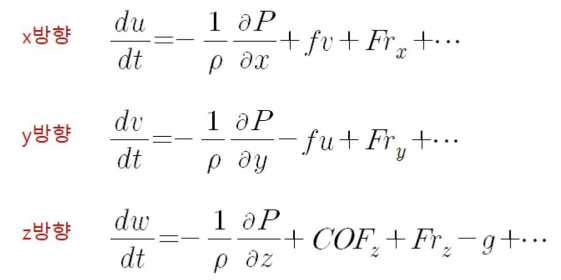 x방향 du/dt = − 1/ρ ∂P/∂x + fv + Fr_x + ⋯
y방향 dv/dt = − 1/ρ ∂P/∂y − fu + Fr_y + ⋯
z방향 dw/dt = − 1/ρ ∂P/∂z + COF_z + Fr_z − g + ⋯